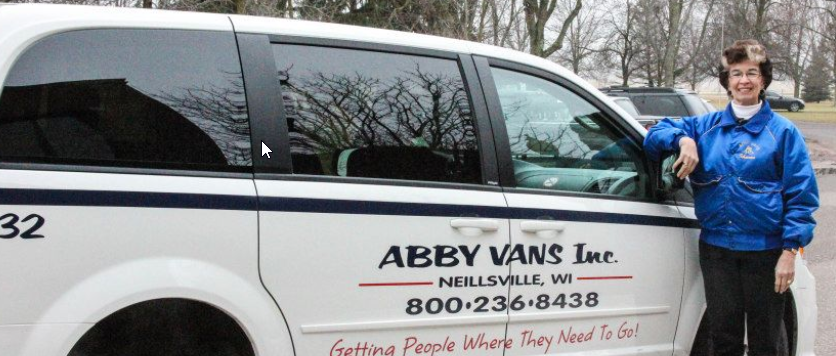 32
ABBY VANS Inc.
NEILLSVILLE, WI
800·236·8438
Getting People Where They Need To Go!